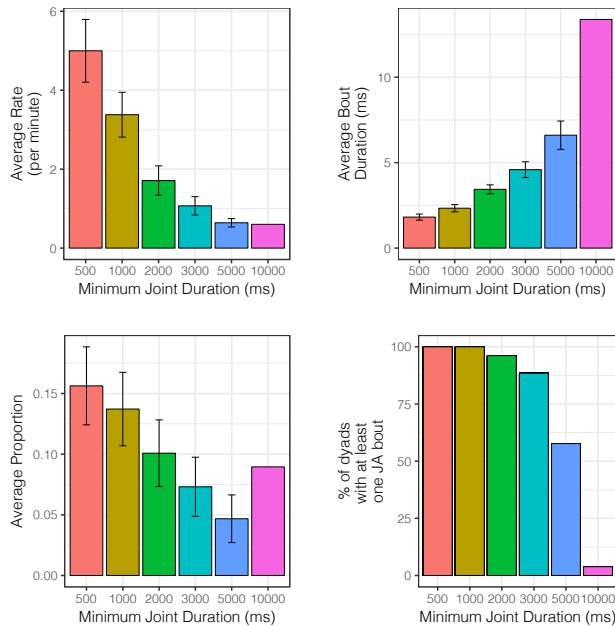 Average Rate
(per minute)
6
4
2
0
500 1000 2000 3000 5000 10000
Minimum Joint Duration (ms)
Average Bout
Duration (ms)
10
5
0
500 1000 2000 3000 5000 10000
Minimum Joint Duration (ms)
Average Proportion
0.15
0.10
0.05
0.00
500 1000 2000 3000 5000 10000
Minimum Joint Duration (ms)
% of dyads
with at least
one JA bout
100
75
50
25
0
500 1000 2000 3000 5000 10000
Minimum Joint Duration (ms)